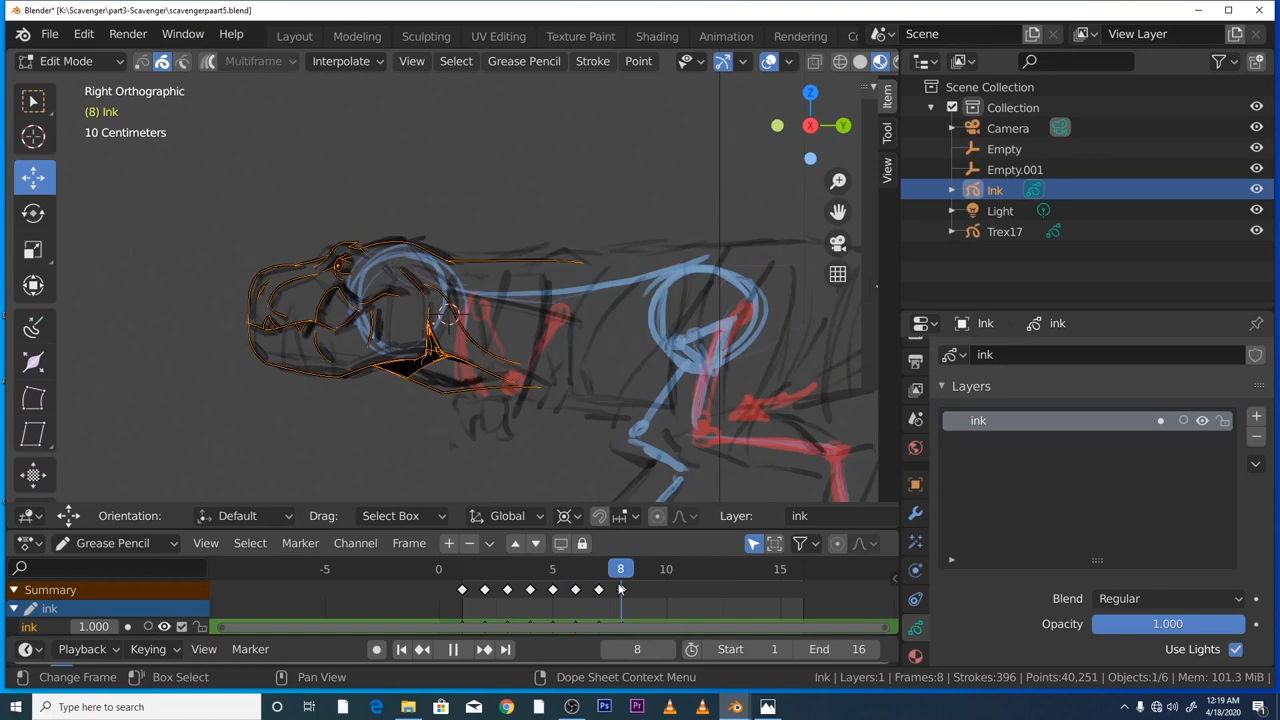 Blender* [K:\Scavenger\part3-Scavenger\scavengerpaart5.blend]
File Edit Render Window Help Layout Modeling Sculpting UV Editing Texture Paint Shading Animation Rendering Scene View Layer
Edit Mode Multiframe Interpolate View Select Grease Pencil Stroke Point
Right Orthographic
(8) Ink
10 Centimeters
Z
X
Y
Item
Tool
View
Scene Collection
Collection
Camera
Empty
Empty.001
Ink
Light
Trex17
Ink ink
ink
Layers
ink
Blend Regular
Opacity 1.000
Use Lights
Orientation: Default Drag: Select Box Global Layer: ink
Grease Pencil View Select Marker Channel Frame
-5 0 5 8 10 15
Summary
ink
ink 1.000
Playback Keying View Marker 8 Start 1 End 16
Change Frame Box Select Pan View Dope Sheet Context Menu Ink | Layers:1 | Frames:8 | Strokes:396 | Points:40,251 | Objects:1/6 | Mem: 101.3 MiB |
Type here to search
Ps Pr
12:19 AM
4/18/2020